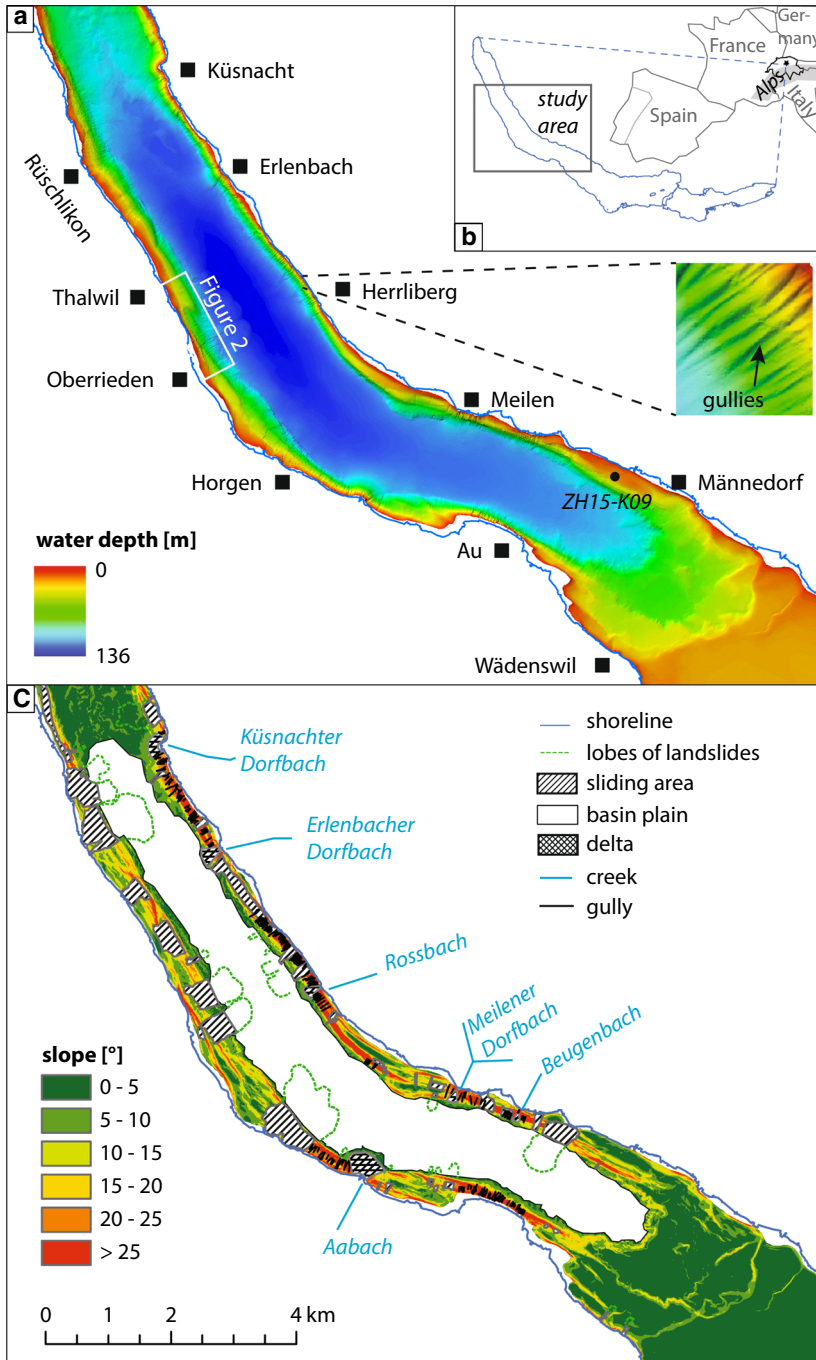 a
Küsnacht
Erlenbach
Rüschlikon
Thalwil
Figure 2
Herrliberg
Oberrieden
Meilen
Horgen
Männedorf
ZH15-K09
Au
Wädenswil
water depth [m]
0
136
gullies
b
Ger-
many
France
Alps
Italy
Spain
study
area
C
Küsnachter
Dorfbach
Erlenbacher
Dorfbach
Rossbach
Meilener
Dorfbach
Beugenbach
Aabach
shoreline
lobes of landslides
sliding area
basin plain
delta
creek
gully
slope [°]
0 - 5
5 - 10
10 - 15
15 - 20
20 - 25
> 25
0 1 2 4 km